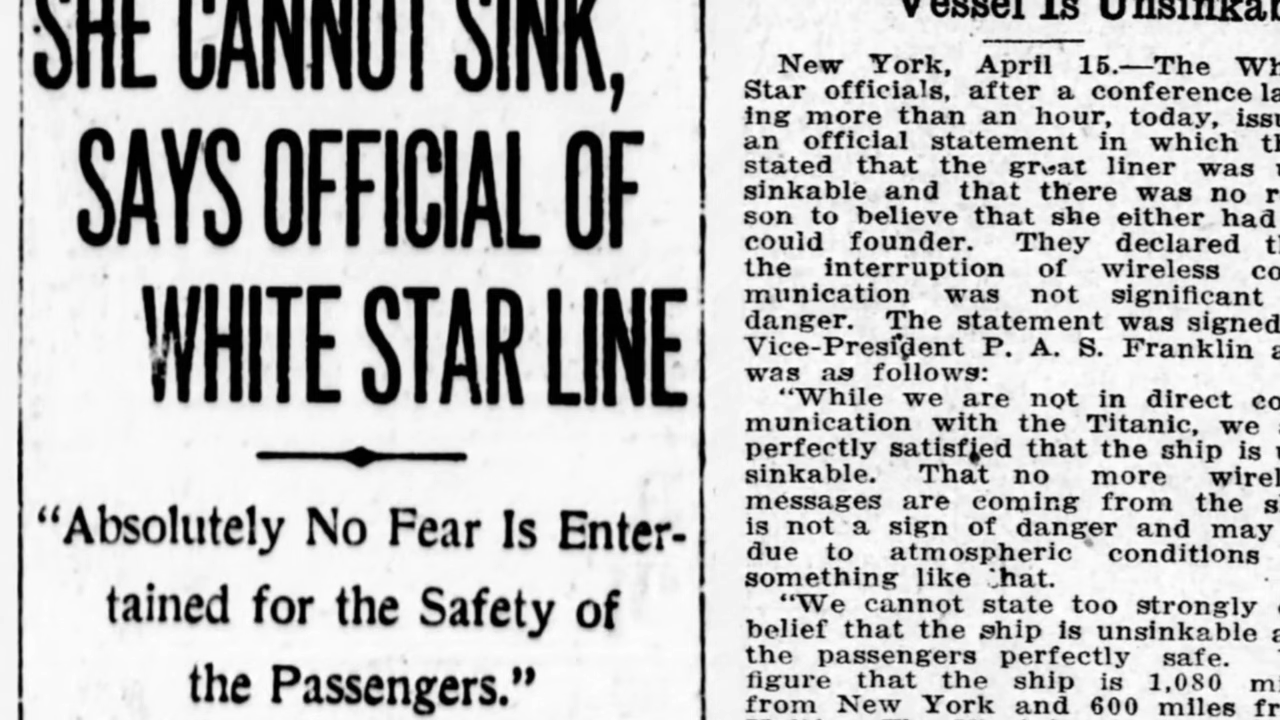 SHE CANNOT SINK,
SAYS OFFICIAL OF
WHITE STAR LINE
"Absolutely No Fear Is Enter-
tained for the Safety of
the Passengers."
Vessel Is
New York, April 15.—The
Star officials, after a conference
ing more than an hour, today,
an official statement in which
stated that the great liner was
sinkable and that there was no
son to believe that she either had
could founder. They declared
the interruption of wireless
munication was not significant
danger. The statement was signed
Vice-President P. A. S. Franklin
was as follows:
"While we are not in direct
munication with the Titanic, we
perfectly satisfied that the ship is
sinkable. That no more
messages are coming from the
is not a sign of danger and may
due to atmospheric conditions
something like that.
"We cannot state too strongly
belief that the ship is unsinkable
the passengers perfectly safe.
figure that the ship is 1,080
from New York and 600 miles